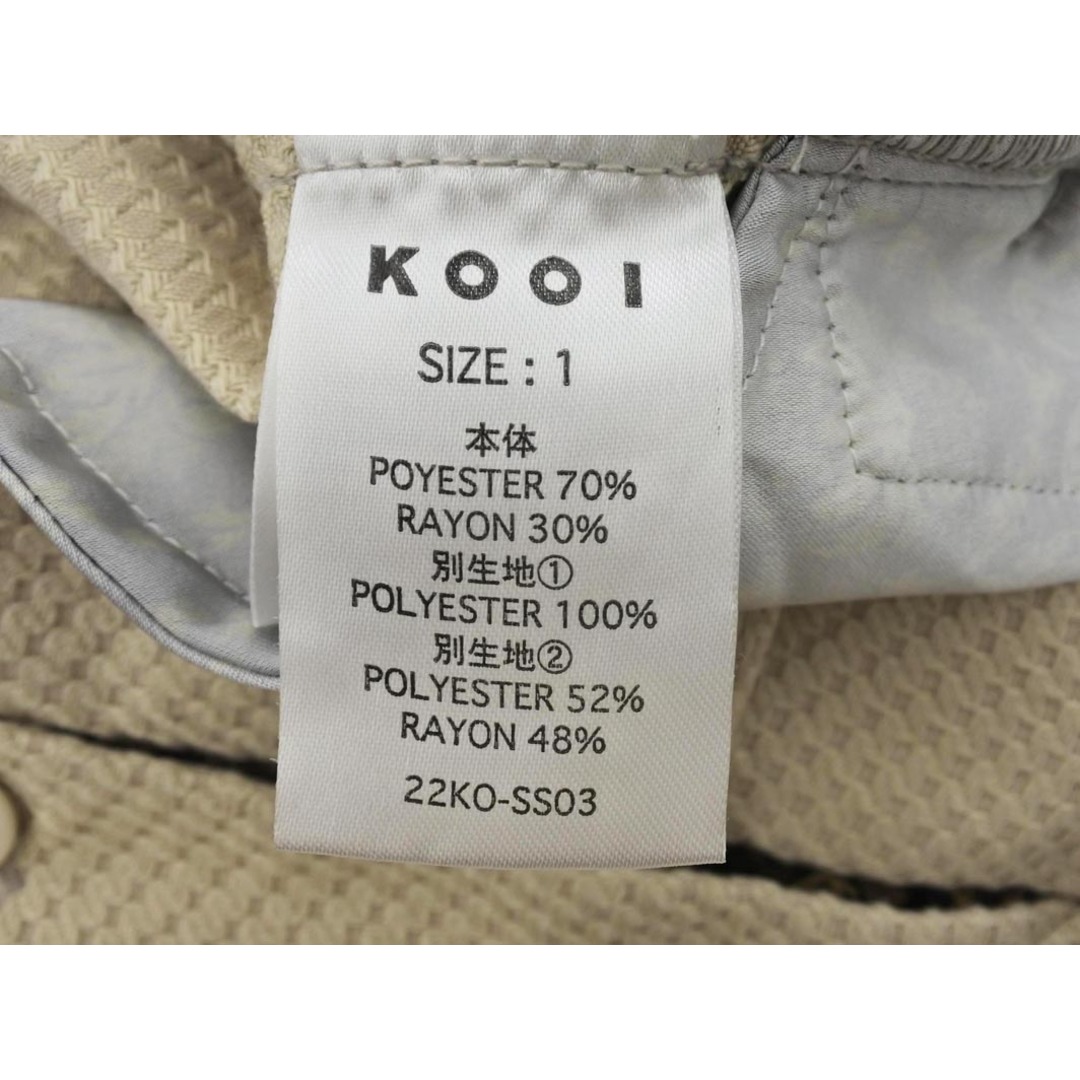 KOOI
SIZE : 1
本体
POYESTER 70%
RAYON 30%
別生地①
POLYESTER 100%
別生地②
POLYESTER 52%
RAYON 48%
22KO-SS03